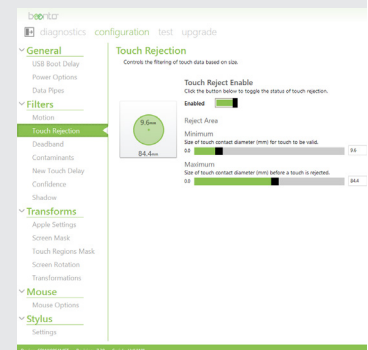 diagnostics configuration test upgrade
General
USB Boot Delay
Power Options
Data Pipes
Filters
Motion
Touch Rejection
Deadband
Contaminants
New Touch Delay
Confidence
Shadow
Transforms
Apple Settings
Screen Mask
Touch Regions Mask
Screen Rotation
Transformations
Mouse
Mouse Options
Stylus
Settings
Touch Rejection
Controls the filtering of touch data based on size.
9.6mm
84.4mm
Touch Reject Enable
Click the button below to toggle the status of touch rejection.
Enabled
Reject Area
Minimum
Size of touch contact diameter (mm) for touch to be valid.
0.0 9.6
Maximum
Size of touch contact diameter (mm) before a touch is rejected.
0.0 84.4